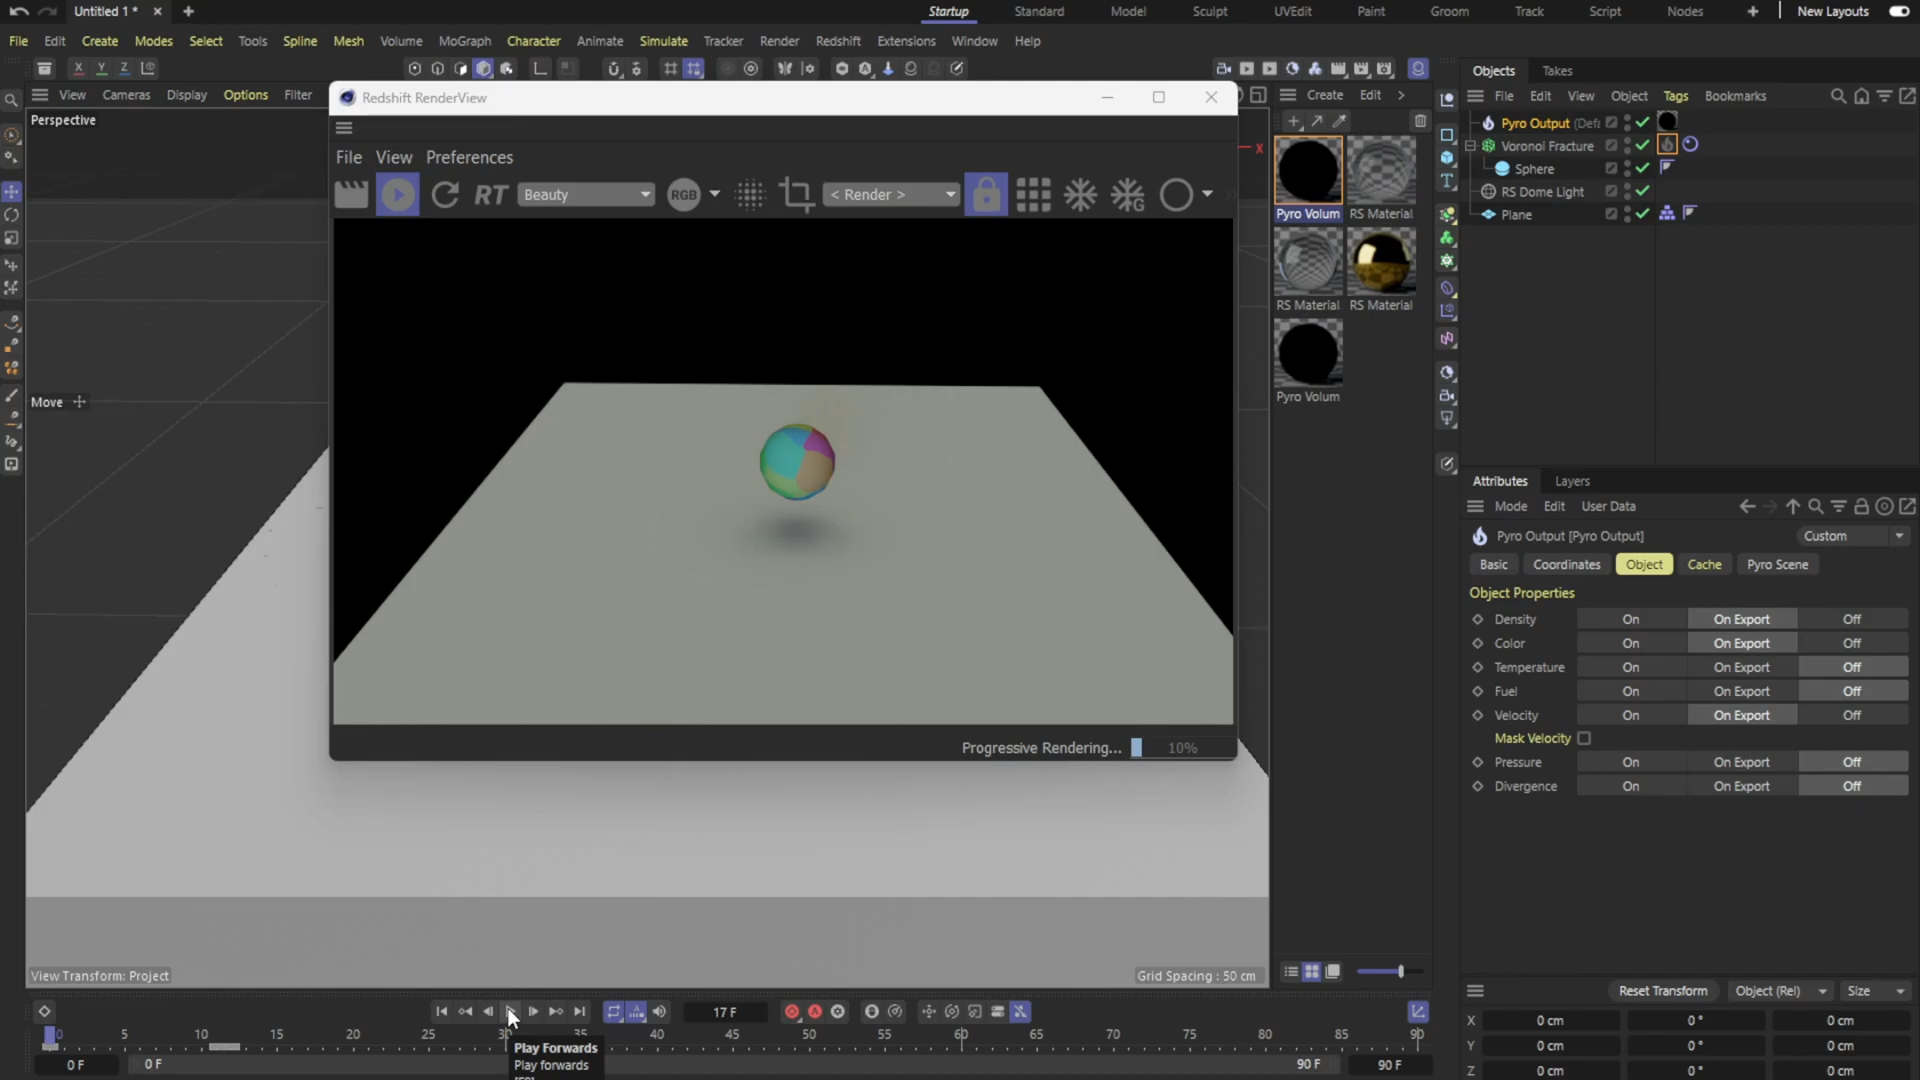 Untitled 1 *
Startup
Standard
Model
Sculpt
UVEdit
Paint
Groom
Track
Script
Nodes
New Layouts
File Edit Create Modes Select Tools Spline Mesh Volume MoGraph Character Animate Simulate Tracker Render Redshift Extensions Window Help
X Y Z
View Cameras Display Options Filter
Perspective
Move
View Transform: Project
Grid Spacing : 50 cm
X
Redshift RenderView
File View Preferences
RT
Beauty
RGB
< Render >
G
Progressive Rendering...
10%
Create Edit
Pyro Volum
RS Material
RS Material
RS Material
Pyro Volum
T
Objects
Takes
File Edit View Object Tags Bookmarks
Pyro Output (Def
Voronoi Fracture
Sphere
RS Dome Light
Plane
Attributes
Layers
Mode Edit User Data
Pyro Output [Pyro Output]
Custom
Basic
Coordinates
Object
Cache
Pyro Scene
Object Properties
Density On On Export Off
Color On On Export Off
Temperature On On Export Off
Fuel On On Export Off
Velocity On On Export Off
Mask Velocity
Pressure On On Export Off
Divergence On On Export Off
Reset Transform
Object (Rel)
Size
X 0 cm 0 ° 0 cm
Y 0 cm 0 ° 0 cm
Z 0 cm 0 ° 0 cm
17 F
A
0 5 10 15 20 25 30 35 40 45 50 55 60 65 70 75 80 85 90
0 F
0 F
90 F
90 F
Play Forwards
Play forwards